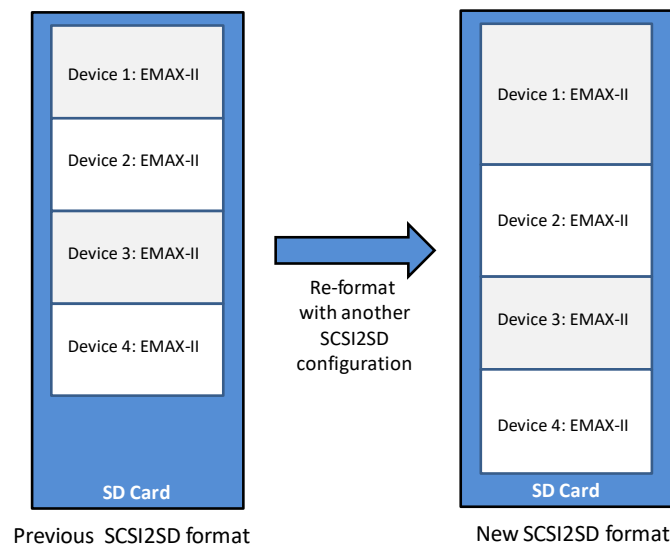 Device 1: EMAX-II
Device 2: EMAX-II
Device 3: EMAX-II
Device 4: EMAX-II
SD Card
Previous SCSI2SD format
Re-format
with another
SCSI2SD
configuration
Device 1: EMAX-II
Device 2: EMAX-II
Device 3: EMAX-II
Device 4: EMAX-II
SD Card
New SCSI2SD format